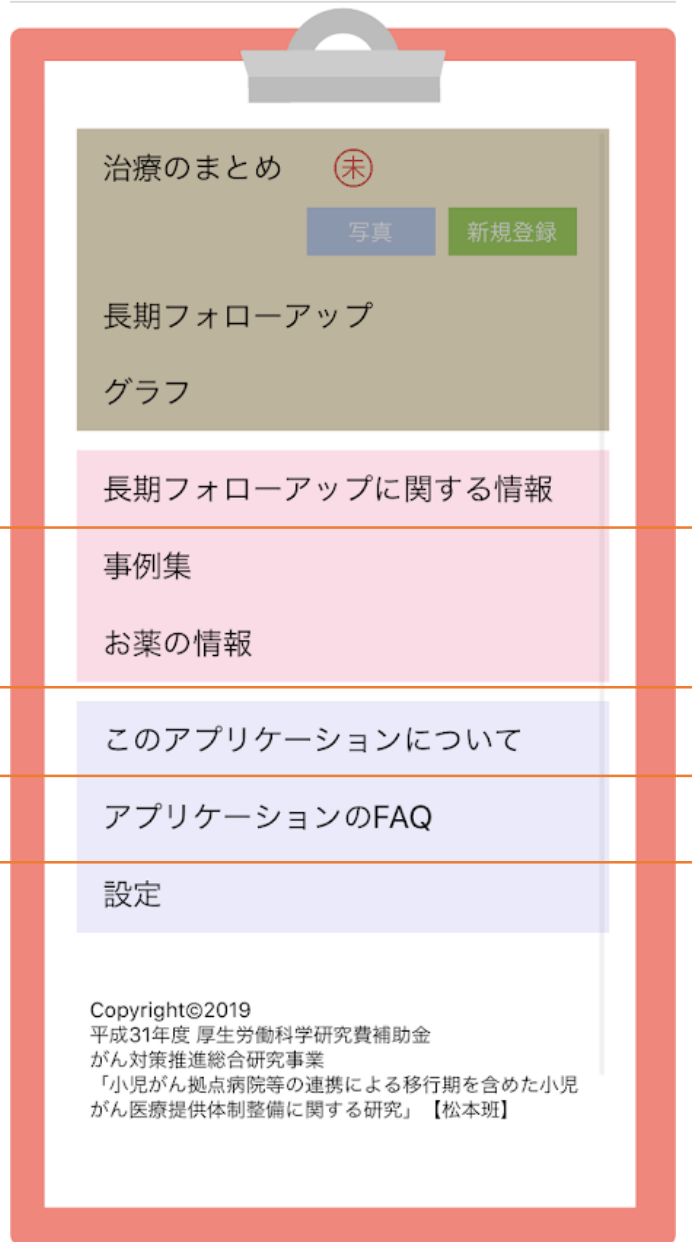 治療のまとめ ㊤未
写真 新規登録
長期フォローアップ
グラフ
長期フォローアップに関する情報
事例集
お薬の情報
このアプリケーションについて
アプリケーションのFAQ
設定
Copyright©2019
平成31年度 厚生労働科学研究費補助金
がん対策推進総合研究事業
「小児がん拠点病院等の連携による移行期を含めた小児
がん医療提供体制整備に関する研究」【松本班】